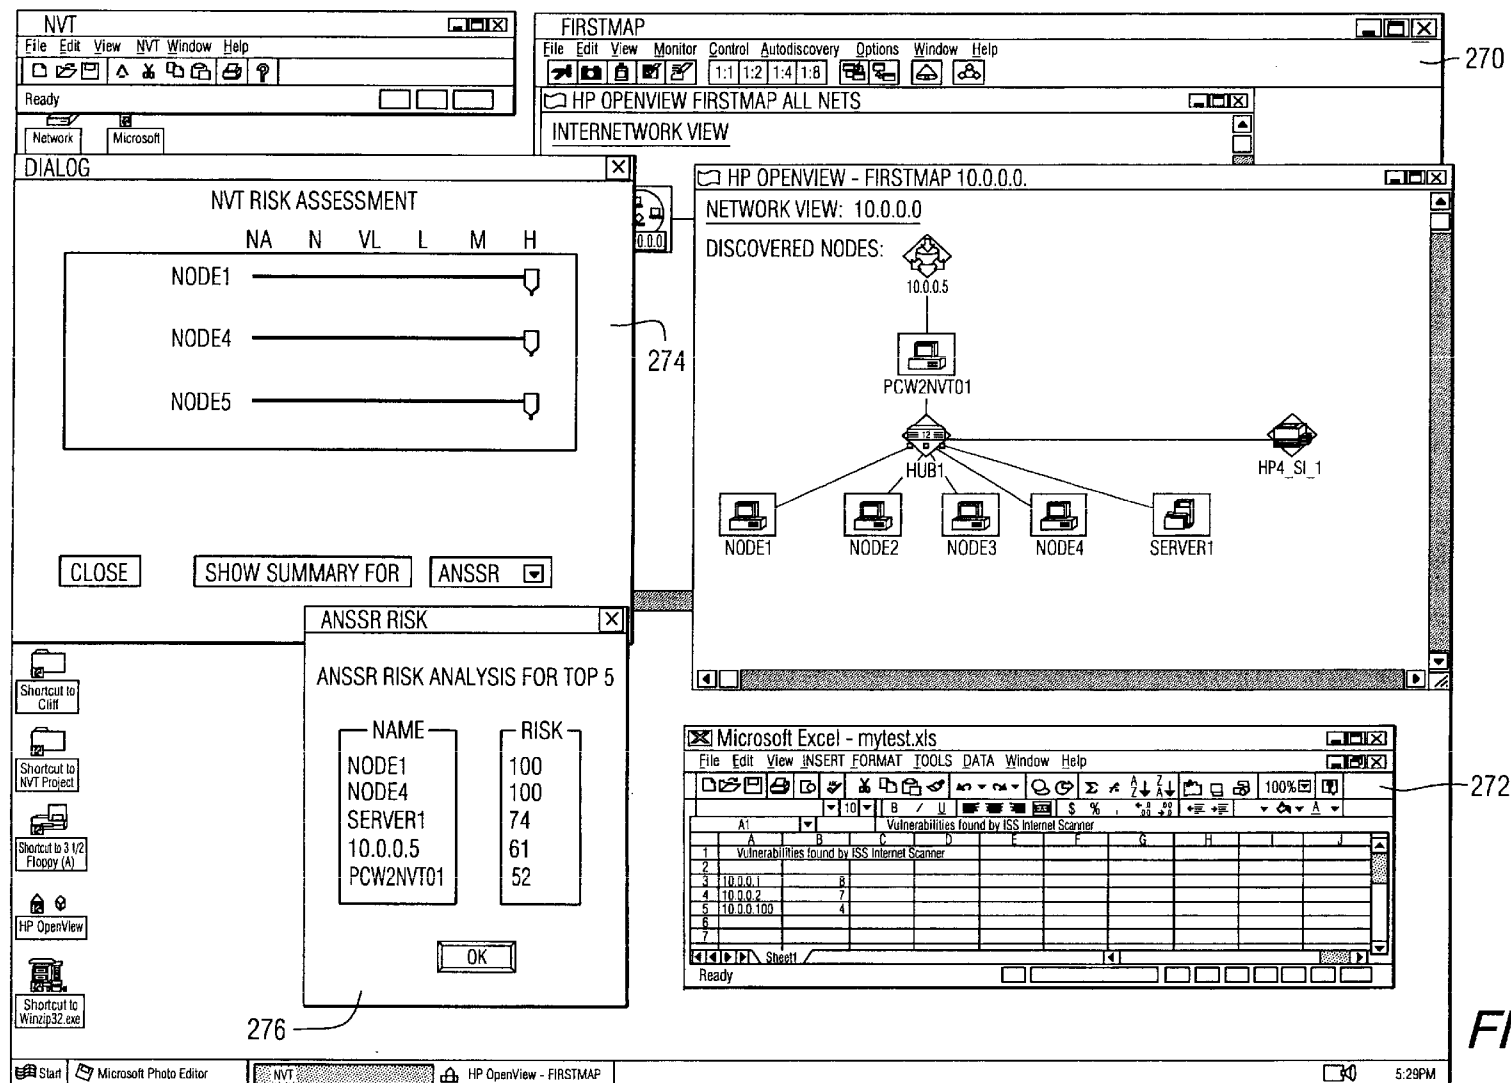 NVT
File Edit View NVT Window Help
Ready
Network
Microsoft
FIRSTMAP
File Edit View Monitor Control Autodiscovery Options Window Help
1:1 1:2 1:4 1:8
270
HP OPENVIEW FIRSTMAP ALL NETS
INTERNETWORK VIEW
DIALOG
NVT RISK ASSESSMENT
NA N VL L M H
NODE1
NODE4
NODE5
274
CLOSE
SHOW SUMMARY FOR
ANSSR
HP OPENVIEW - FIRSTMAP 10.0.0.0.
NETWORK VIEW: 10.0.0.0
DISCOVERED NODES:
10.0.0.5
PCW2NVT01
12
HUB1
HP4_SI_1
NODE1
NODE2
NODE3
NODE4
SERVER1
ANSSR RISK
ANSSR RISK ANALYSIS FOR TOP 5
NAME RISK
NODE1 100
NODE4 100
SERVER1 74
10.0.0.5 61
PCW2NVT01 52
OK
276
Shortcut to
Cliff
Shortcut to
NVT Project
Shortcut to 3 1/2
Floppy (A)
HP OpenView
Shortcut to
Winzip32.exe
Microsoft Excel - mytest.xls
File Edit View INSERT FORMAT TOOLS DATA Window Help
100%
272
10 B / U $ % ,
A1 Vulnerabilities found by ISS Internet Scanner
A B C D E F G H I J
1 Vulnerabilities found by ISS Internet Scanner
2
3 10.0.0.1 8
4 10.0.0.2 7
5 10.0.0.100 4
6
7
Sheet1
Ready
Start
Microsoft Photo Editor
NVT
HP OpenView - FIRSTMAP
5:29PM